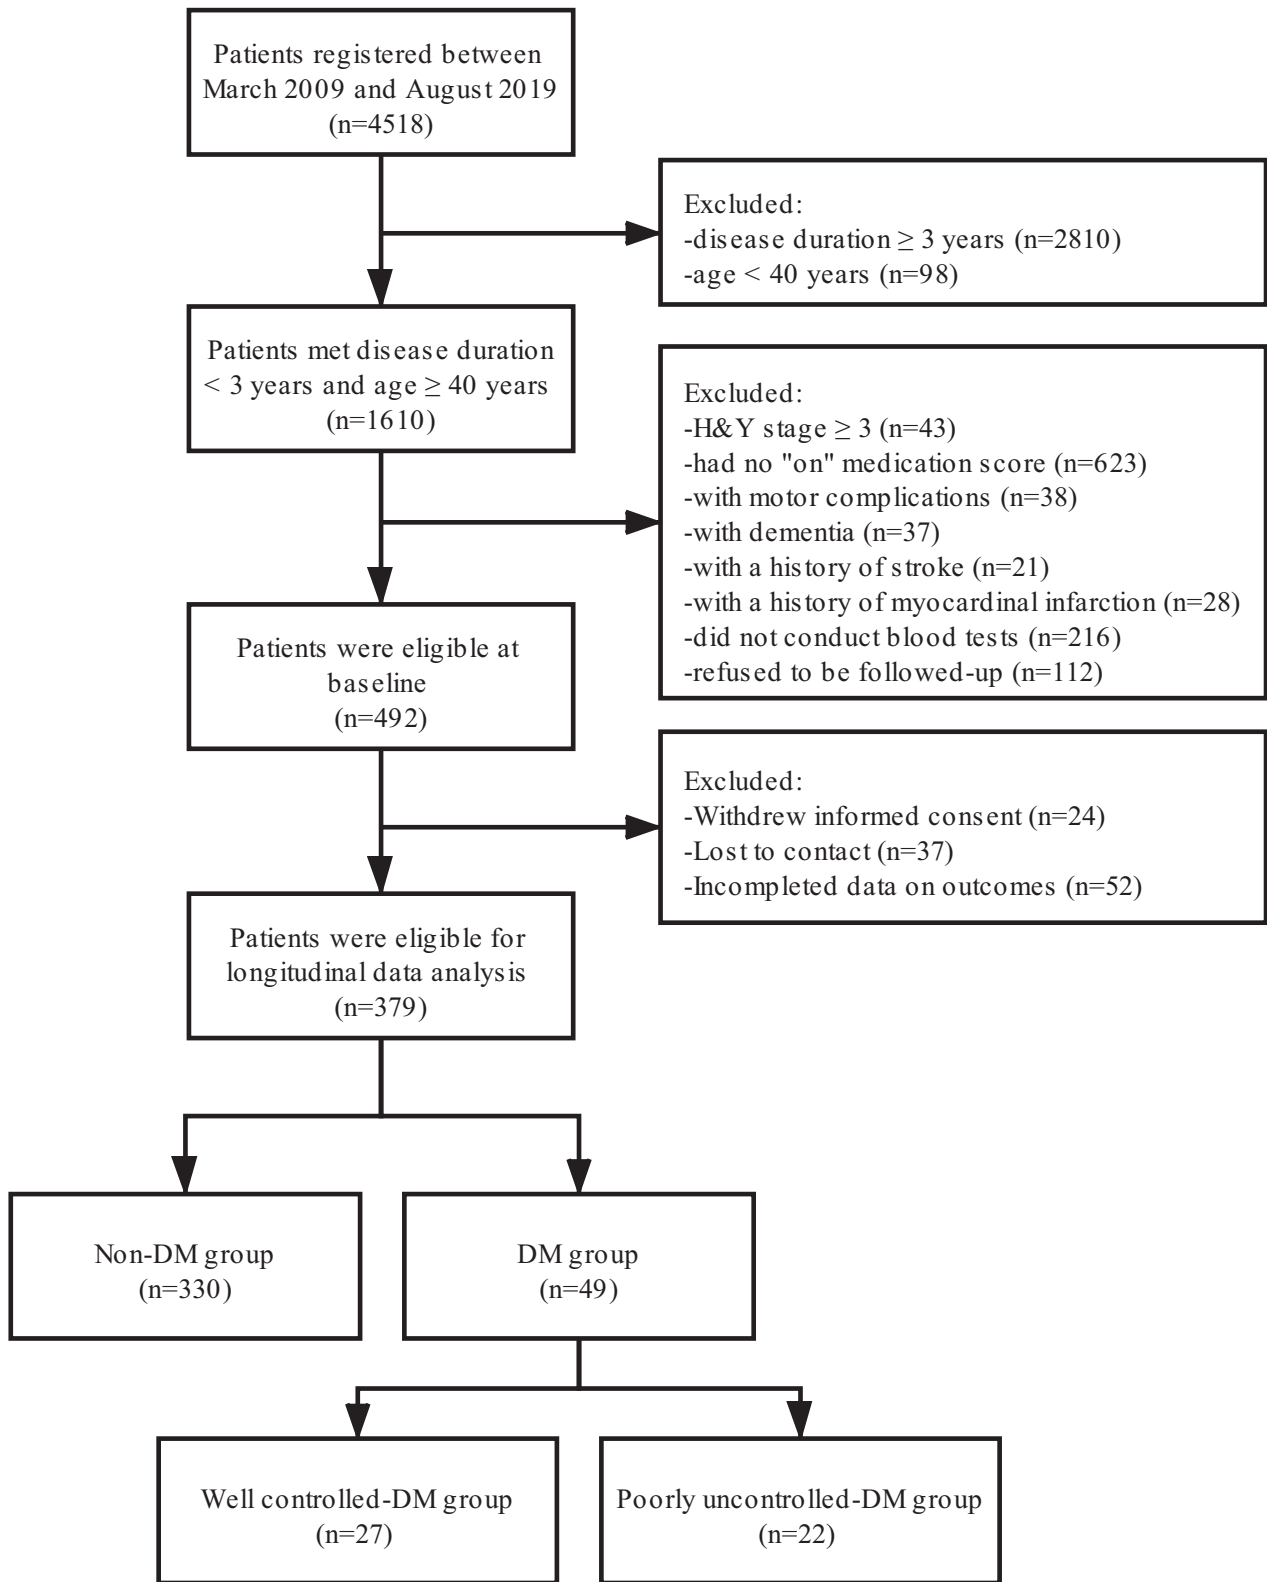 Patients registered between
March 2009 and August 2019
(n=4518)
Excluded:
-disease duration ≥ 3 years (n=2810)
-age < 40 years (n=98)
Patients met disease duration
< 3 years and age ≥ 40 years
(n=1610)
Excluded:
-H&Y stage ≥ 3 (n=43)
-had no "on" medication score (n=623)
-with motor complications (n=38)
-with dementia (n=37)
-with a history of stroke (n=21)
-with a history of myocardinal infarction (n=28)
-did not conduct blood tests (n=216)
-refused to be followed-up (n=112)
Patients were eligible at
baseline
(n=492)
Excluded:
-Withdrew informed consent (n=24)
-Lost to contact (n=37)
-Incompleted data on outcomes (n=52)
Patients were eligible for
longitudinal data analysis
(n=379)
Non-DM group
(n=330)
DM group
(n=49)
Well controlled-DM group
(n=27)
Poorly uncontrolled-DM group
(n=22)